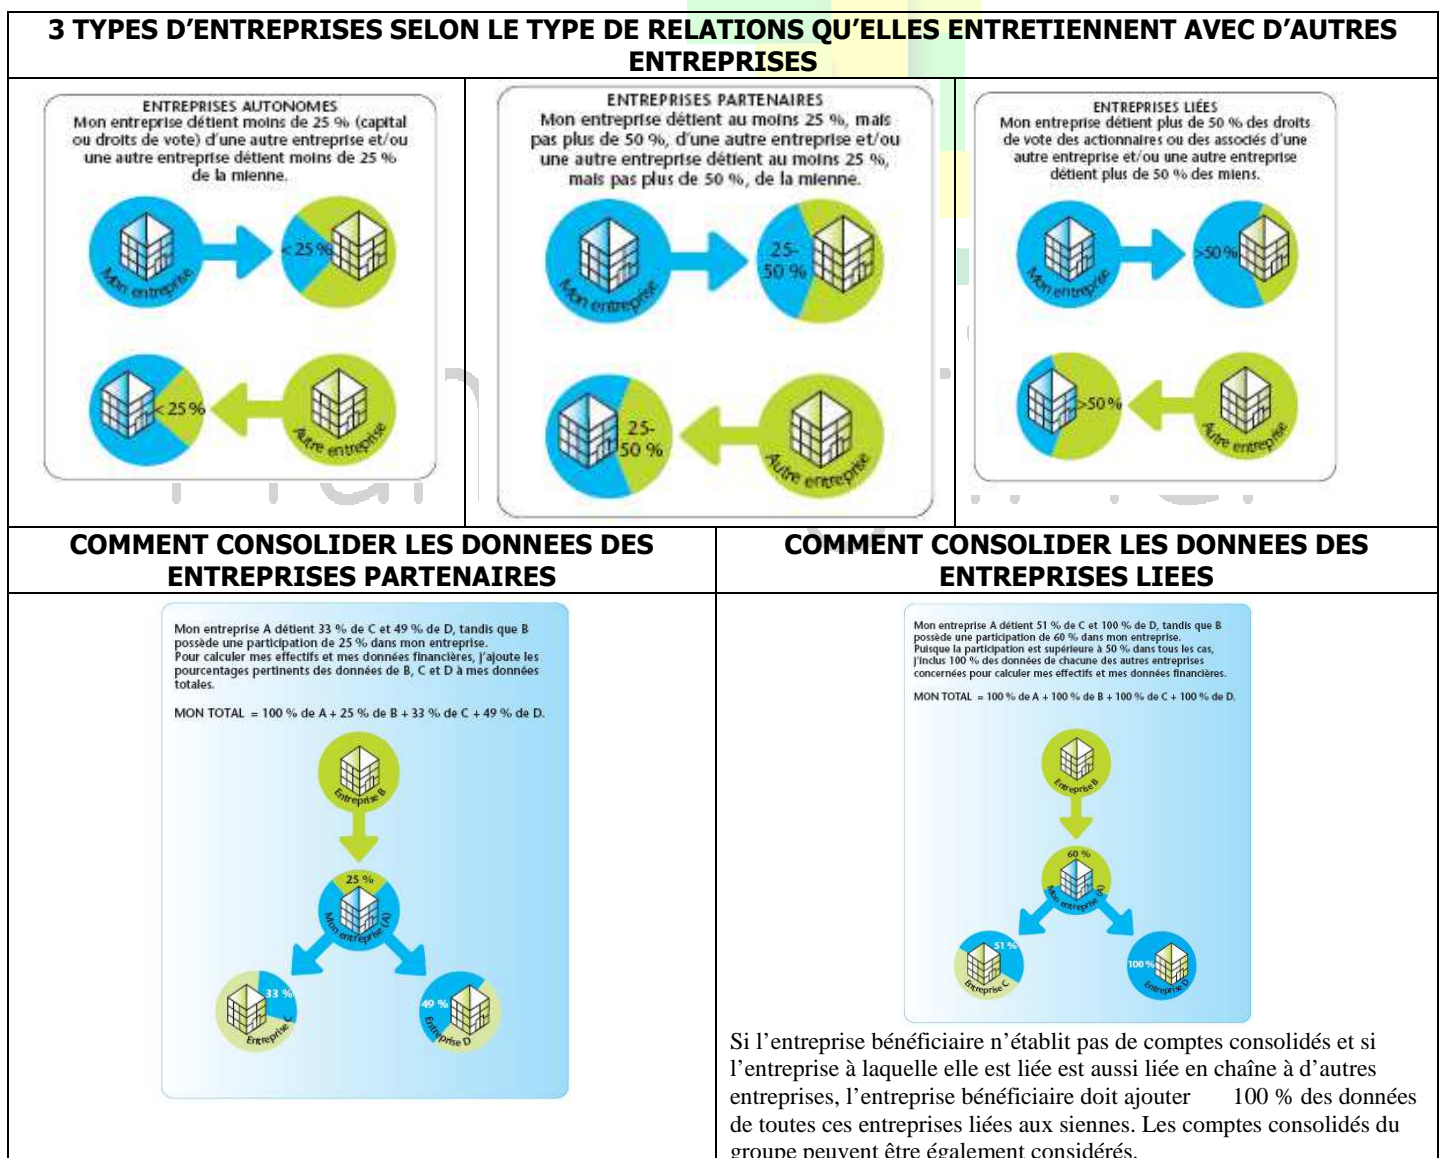 3 TYPES D’ENTREPRISES SELON LE TYPE DE RELATIONS QU’ELLES ENTRETIENNENT AVEC D’AUTRES
ENTREPRISES
ENTREPRISES AUTONOMES
Mon entreprise détient moins de 25 % (capital
ou droits de vote) d’une autre entreprise et/ou
une autre entreprise détient moins de 25 %
de la mienne.
< 25 %
Mon entreprise
< 25 %
Autre entreprise
ENTREPRISES PARTENAIRES
Mon entreprise détient au moins 25 %, mais
pas plus de 50 %, d’une autre entreprise et/ou
une autre entreprise détient au moins 25 %,
mais pas plus de 50 %, de la mienne.
25-
50 %
Mon entreprise
25-
50 %
Autre entreprise
ENTREPRISES LIÉES
Mon entreprise détient plus de 50 % des droits
de vote des actionnaires ou des associés d’une
autre entreprise et/ou une autre entreprise
détient plus de 50 % des miens.
>50 %
Mon entreprise
>50 %
Autre entreprise
COMMENT CONSOLIDER LES DONNEES DES
ENTREPRISES PARTENAIRES
Mon entreprise A détient 33 % de C et 49 % de D, tandis que B
possède une participation de 25 % dans mon entreprise.
Pour calculer mes effectifs et mes données financières, j’ajoute les
pourcentages pertinents des données de B, C et D à mes données
totales.
MON TOTAL = 100 % de A + 25 % de B + 33 % de C + 49 % de D.
Entreprise B
25 %
Mon entreprise (A)
33 %
Entreprise C
49 %
Entreprise D
COMMENT CONSOLIDER LES DONNEES DES
ENTREPRISES LIEES
Mon entreprise A détient 51 % de C et 100 % de D, tandis que B
possède une participation de 60 % dans mon entreprise.
Puisque la participation est supérieure à 50 % dans tous les cas,
j’inclus 100 % des données de chacune des autres entreprises
concernées pour calculer mes effectifs et mes données financières.
MON TOTAL = 100 % de A + 100 % de B + 100 % de C + 100 % de D.
Entreprise B
60 %
Mon entreprise (A)
51 %
Entreprise C
100 %
Entreprise D
Si l’entreprise bénéficiaire n’établit pas de comptes consolidés et si
l’entreprise à laquelle elle est liée est aussi liée en chaîne à d’autres
entreprises, l’entreprise bénéficiaire doit ajouter 100 % des données
de toutes ces entreprises liées aux siennes. Les comptes consolidés du
groupe peuvent être également considérés.